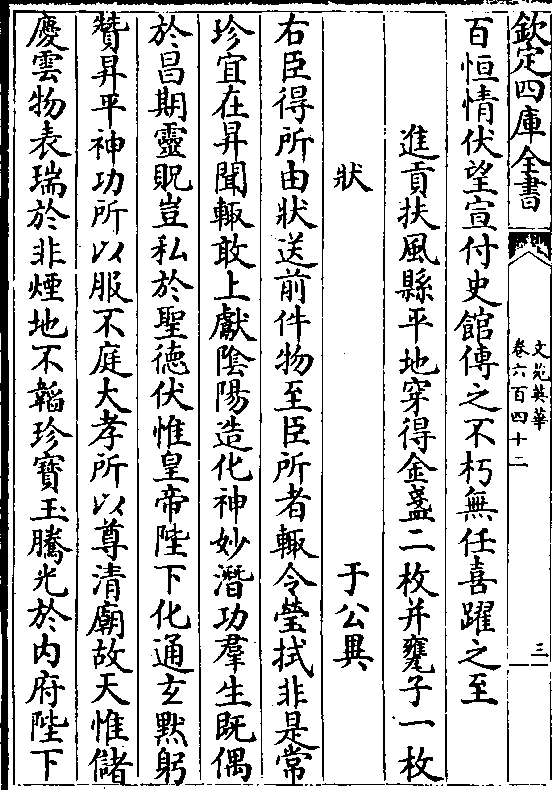 欽定四庫全書
文苑英華
卷六百四十二
三
百恒情伏望宣付史館傳之不朽無任喜躍之至
進貢扶風縣平地穿得金盞二枚并甕子一枚
狀 于公異
右臣得所由狀送前件物至臣所者輙令瑩拭非是常
珍宜在昇聞輙敢上獻陰陽造化神妙潛功羣生既偶
於昌期靈貺豈私於聖德伏惟皇帝陛下化通玄默躬
贊昇平神功所以服不庭大孝所以尊清廟故天惟儲
慶雲物表瑞於非煙地不韜珍寶玉騰光於内府陛下